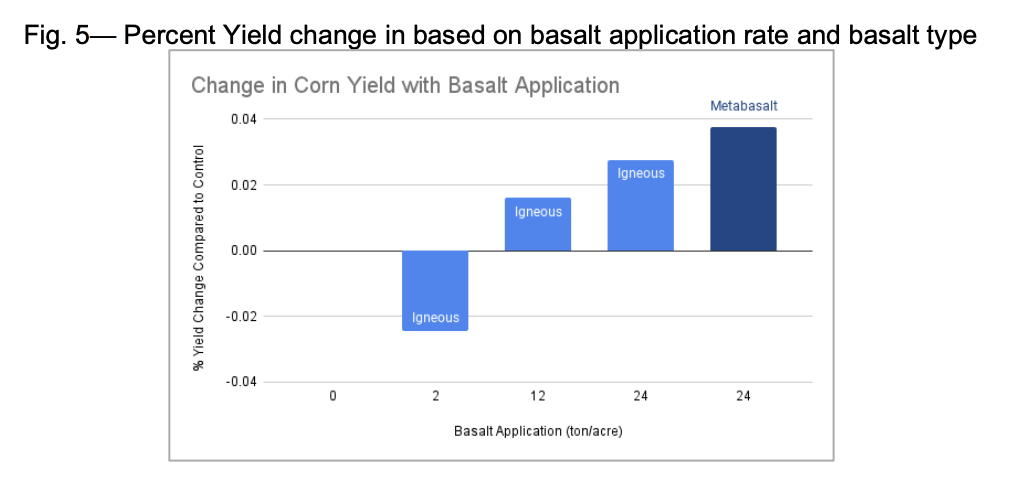 Fig. 5— Percent Yield change in based on basalt application rate and basalt type
Change in Corn Yield with Basalt Application
Metabasalt
0.04
0.02
0.00
-0.02
-0.04
% Yield Change Compared to Control
Igneous
Igneous
Igneous
0 2 12 24 24
Basalt Application (ton/acre)